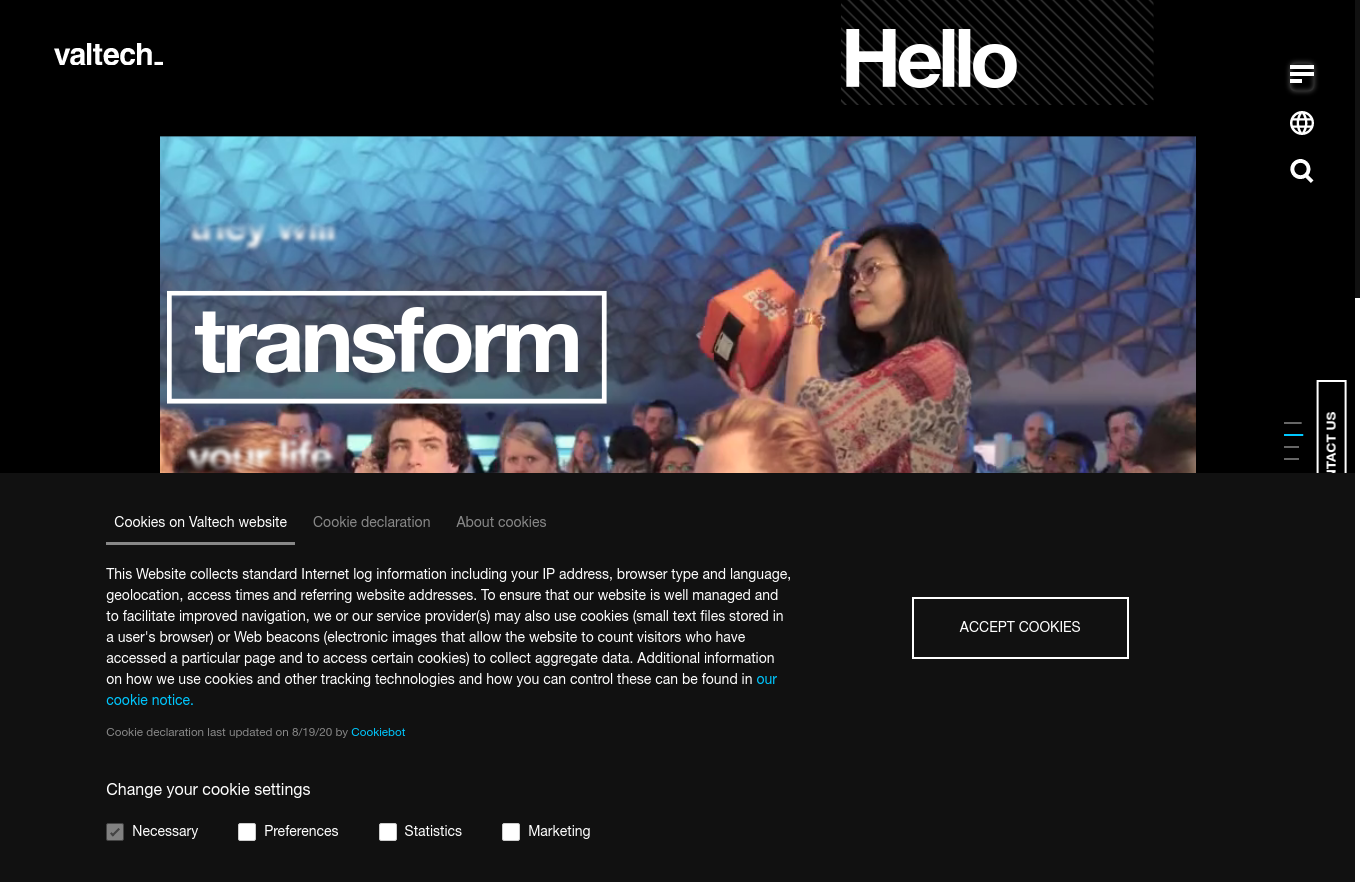 valtech_
Hello
they will
transform
your life
NTACT US
Cookies on Valtech website Cookie declaration About cookies
This Website collects standard Internet log information including your IP address, browser type and language,
geolocation, access times and referring website addresses. To ensure that our website is well managed and
to facilitate improved navigation, we or our service provider(s) may also use cookies (small text files stored in
a user's browser) or Web beacons (electronic images that allow the website to count visitors who have
accessed a particular page and to access certain cookies) to collect aggregate data. Additional information
on how we use cookies and other tracking technologies and how you can control these can be found in our
cookie notice.
ACCEPT COOKIES
Cookie declaration last updated on 8/19/20 by Cookiebot
Change your cookie settings
Necessary Preferences Statistics Marketing